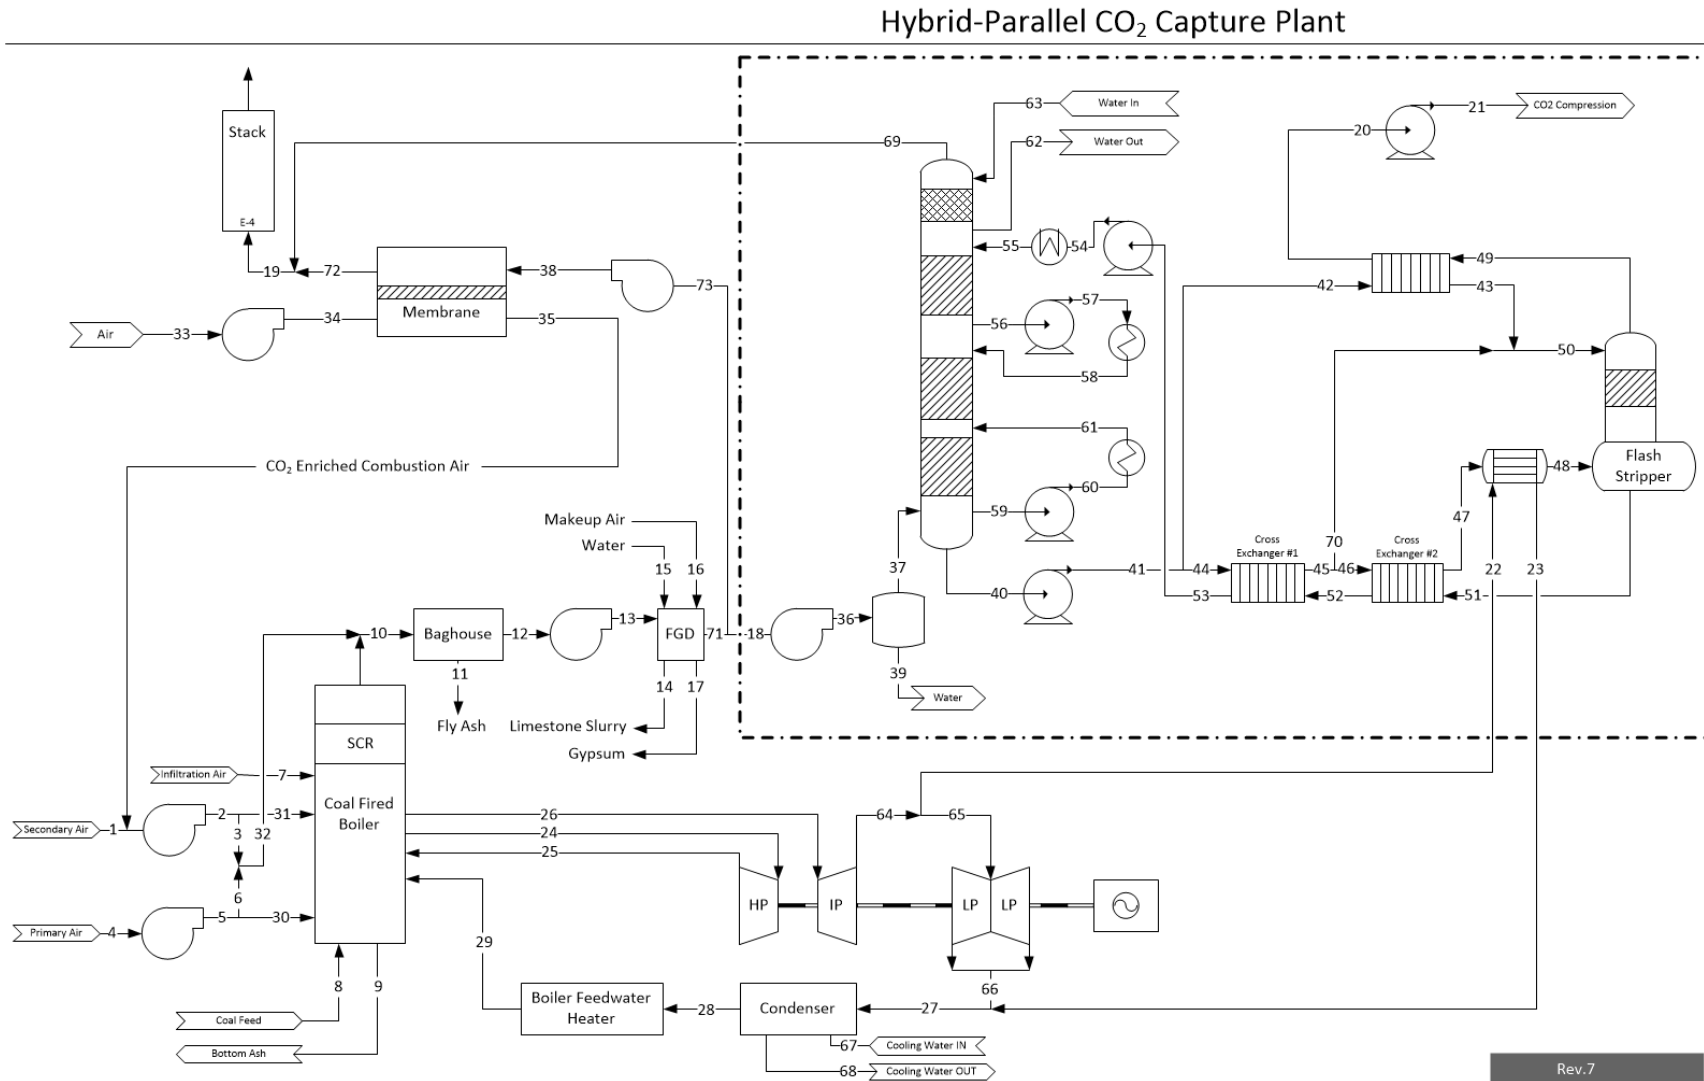 Hybrid-Parallel CO₂ Capture Plant
63
Water In
62
Water Out
69
Stack
E-4
20
21
CO2 Compression
19
72
38
73
55
54
49
42
43
Air
33
34
Membrane
35
56
57
58
50
61
CO₂ Enriched Combustion Air
Flash
Stripper
48
60
59
47
Makeup Air
Water
15
16
37
Cross
Exchanger #1
70
Cross
Exchanger #2
22
23
41
44
45
46
40
53
52
51
10
Baghouse
12
13
FGD
71
18
36
11
14
17
39
Water
Fly Ash
Limestone Slurry
Gypsum
SCR
Infiltration Air
7
Coal Fired
Boiler
Secondary Air
1
2
31
3
32
26
24
25
64
65
6
Primary Air
4
5
30
HP
IP
LP
LP
29
8
9
66
Boiler Feedwater
Heater
28
Condenser
27
Coal Feed
Bottom Ash
67
Cooling Water IN
68
Cooling Water OUT
Rev.7